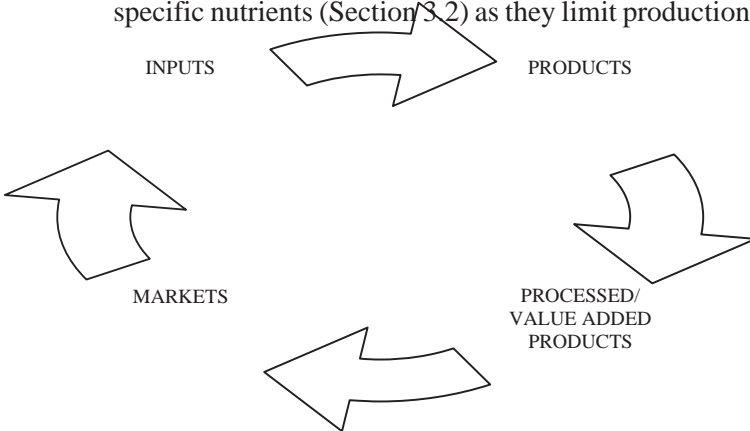 specific nutrients (Section 3.2) as they limit production
INPUTS
PRODUCTS
MARKETS
PROCESSED/
VALUE ADDED
PRODUCTS